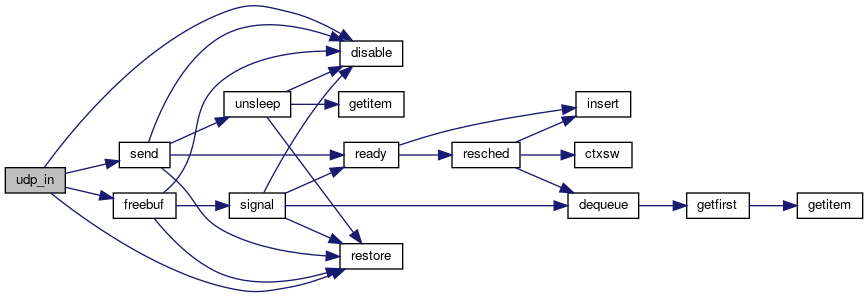 udp_in
send
freebuf
unsleep
signal
disable
getitem
ready
restore
resched
insert
ctxsw
dequeue
getfirst
getitem